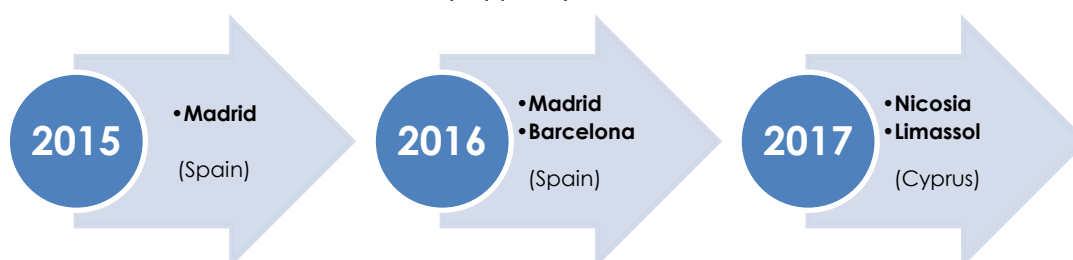 2015
•Madrid
(Spain)
2016
•Madrid
•Barcelona
(Spain)
2017
•Nicosia
•Limassol
(Cyprus)